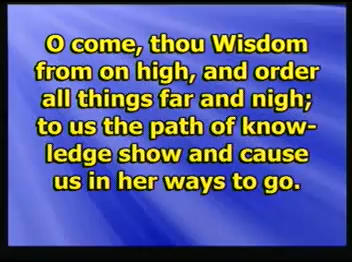 O come, thou Wisdom
from on high, and order
all things far and nigh;
to us the path of know-
ledge show and cause
us in her ways to go.